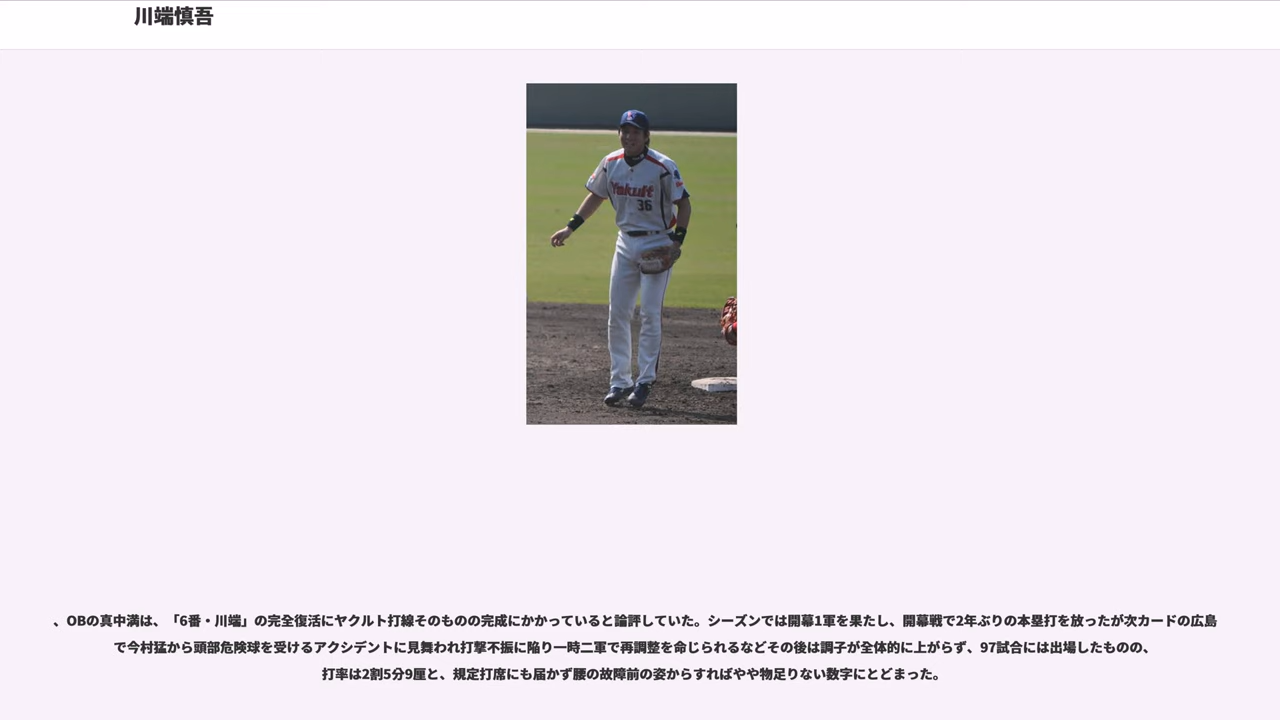 川端慎吾
Yakult
36
、OBの真中満は、「6番・川端」の完全復活にヤクルト打線そのものの完成にかかっていると論評していた。シーズンでは開幕1軍を果たし、開幕戦で2年ぶりの本塁打を放ったが次カードの広島
で今村猛から頭部危険球を受けるアクシデントに見舞われ打撃不振に陥り一時二軍で再調整を命じられるなどその後は調子が全体的に上がらず、97試合には出場したものの、
打率は2割5分9厘と、規定打席にも届かず腰の故障前の姿からすればやや物足りない数字にとどまった。